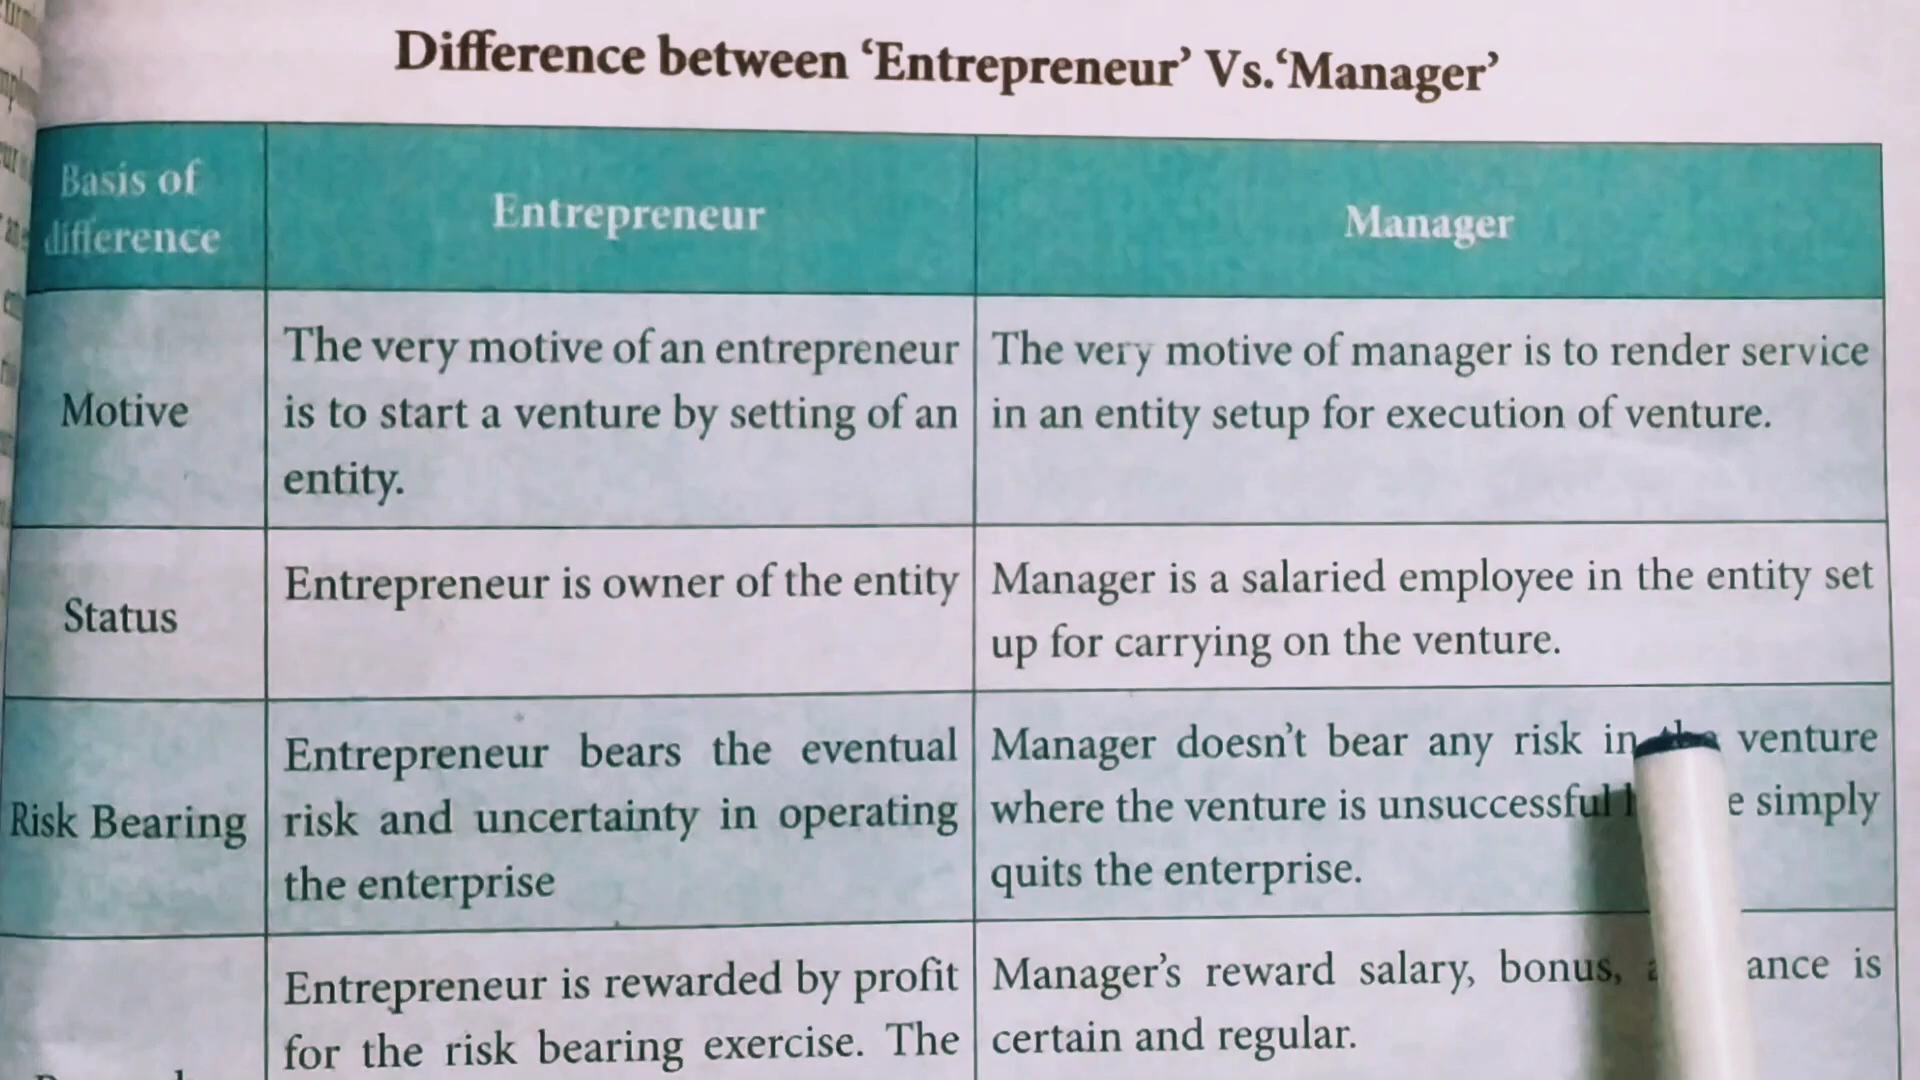 Difference between ‘Entrepreneur’ Vs.‘Manager’
Basis of
difference
Entrepreneur
Manager
Motive
The very motive of an entrepreneur
is to start a venture by setting of an
entity.
The very motive of manager is to render service
in an entity setup for execution of venture.
Status
Entrepreneur is owner of the entity
Manager is a salaried employee in the entity set
up for carrying on the venture.
Risk Bearing
Entrepreneur bears the eventual
risk and uncertainty in operating
the enterprise
Manager doesn’t bear any risk in the venture
where the venture is unsuccessful simply
quits the enterprise.
Entrepreneur is rewarded by profit
for the risk bearing exercise. The
Manager’s reward salary, bonus, is
certain and regular.